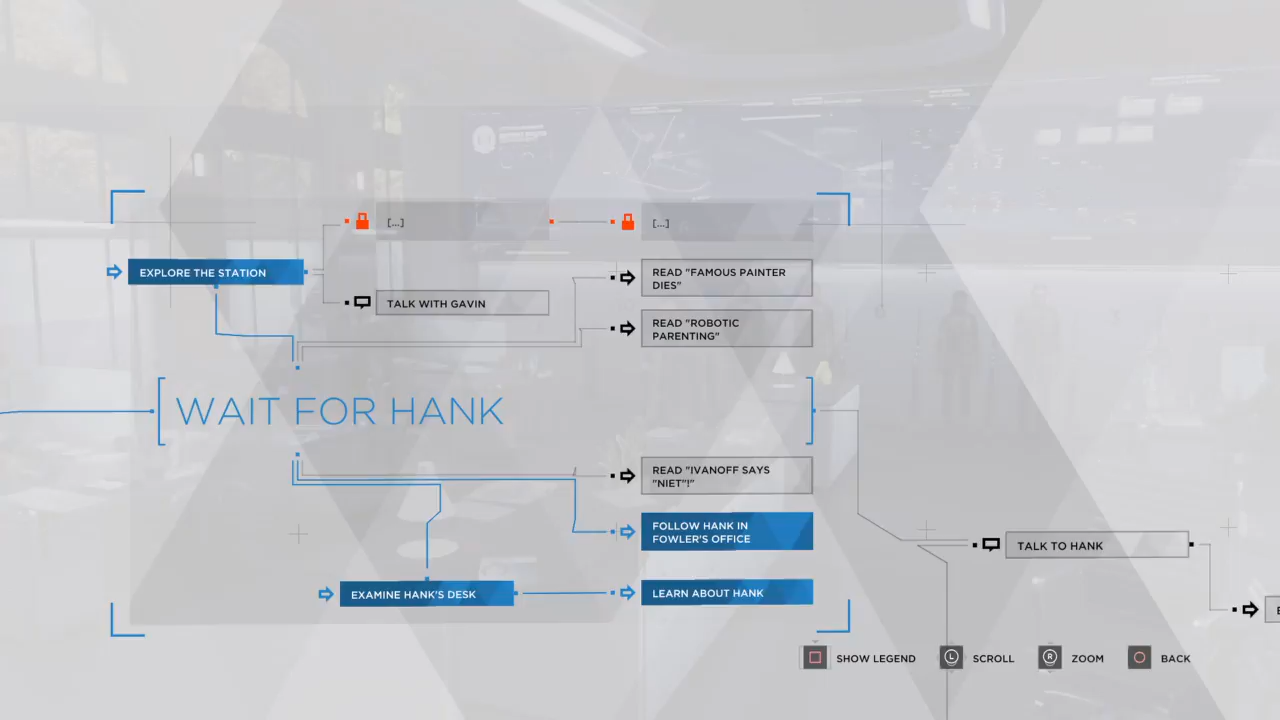 [...]
[...]
EXPLORE THE STATION
READ "FAMOUS PAINTER
DIES"
TALK WITH GAVIN
READ "ROBOTIC
PARENTING"
WAIT FOR HANK
READ "IVANOFF SAYS
"NIET"!"
FOLLOW HANK IN
FOWLER'S OFFICE
TALK TO HANK
EXAMINE HANK'S DESK
LEARN ABOUT HANK
SHOW LEGEND
L
SCROLL
R
ZOOM
BACK